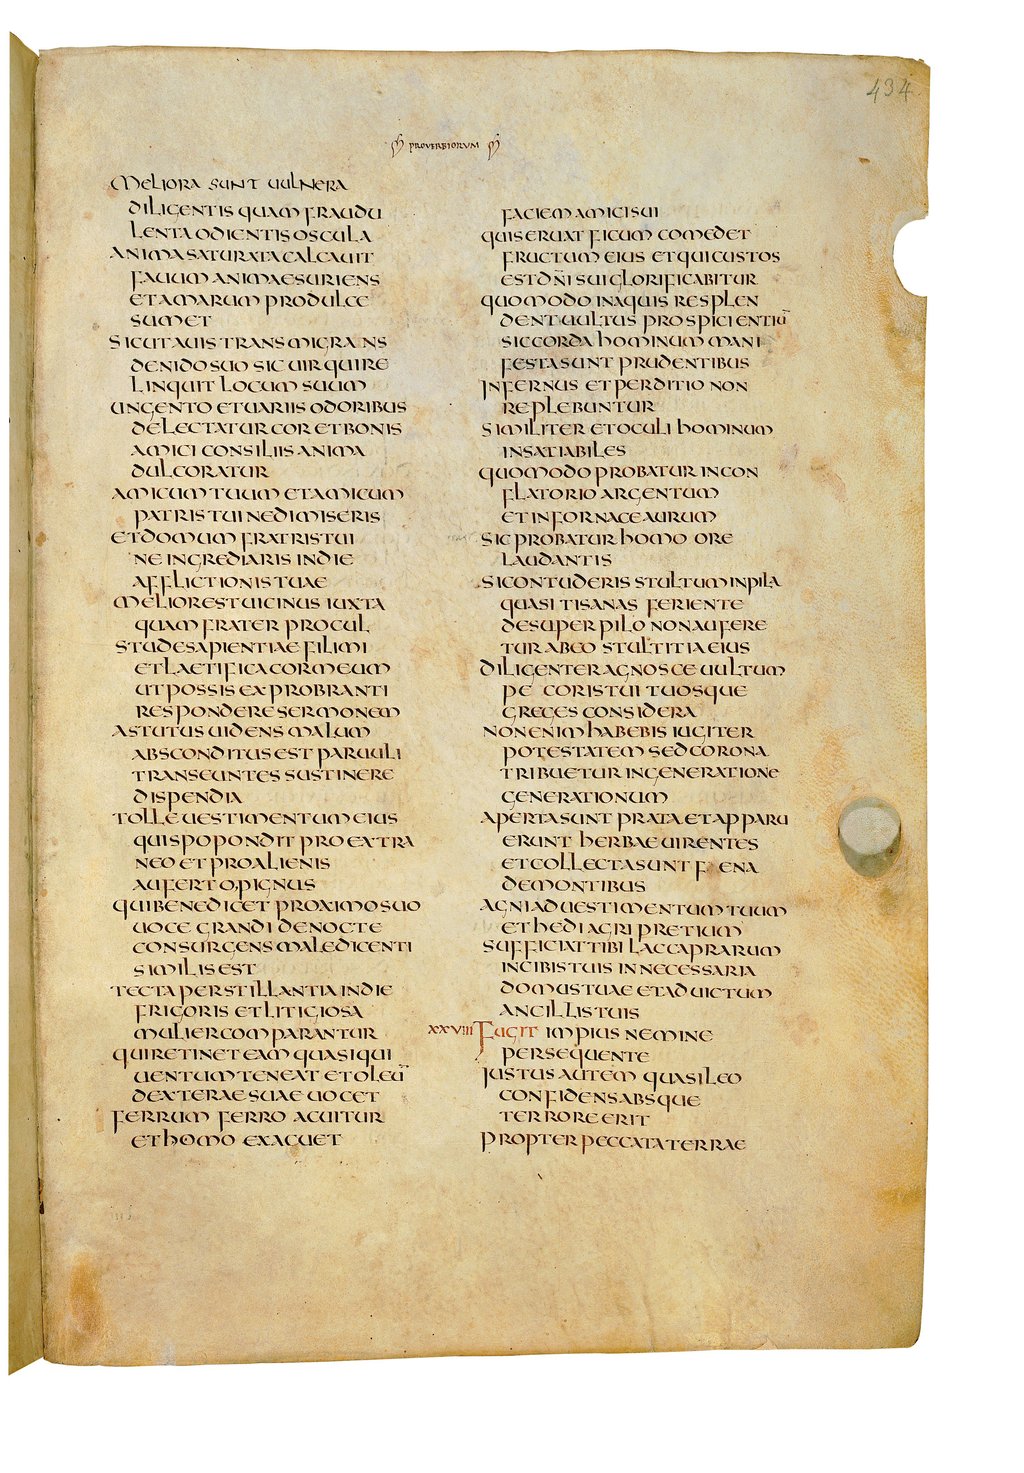 434
PROVERBIORUM
MELIORA SUNT UULNERA
DILIGENTIS QUAM FRAUDU
LENTA ODIENTIS OSCULA
ANIMA SATURATA CALCAUIT
FAUUM ANIMA ESURIENS
ET AMARUM PRO DULCE
SUMET
SICUT AUIS TRANSMIGRANS
DE NIDO SUO SIC UIR QUI RE
LINQUIT LOCUM SUUM
UNGENTO ET UARIIS ODORIBUS
DELECTATUR COR ET BONIS
AMICI CONSILIIS ANIMA
DULCORATUR
AMICUM TUUM ET AMICUM
PATRIS TUI NE DIMISERIS
ET DOMUM FRATRIS TUI
NE INGREDIARIS IN DIE
AFFLICTIONIS TUAE
MELIOR EST UICINUS IUXTA
QUAM FRATER PROCUL
STUDE SAPIENTIAE FILI MI
ET LAETIFICA COR MEUM
UT POSSIS EXPROBRANTI
RESPONDERE SERMONEM
ASTUTUS UIDENS MALUM
ABSCONDITUS EST PARUULI
TRANSEUNTES SUSTINERE
DISPENDIA
TOLLE UESTIMENTUM EIUS
QUI SPOPONDIT PRO EXTRA
NEO ET PRO ALIENIS
AUFERTO PIGNUS
QUI BENEDICET PROXIMO SUO
UOCE GRANDI DE NOCTE
CONSURGENS MALEDICENTI
SIMILIS EST
TECTA PERSTILLANTIA IN DIE
FRIGORIS ET LITIGIOSA
MULIER COMPARANTUR
QUI RETINET EAM QUASI QUI
UENTUM TENEAT ET OLEU̅
DEXTERAE SUAE UOCET
FERRUM FERRO ACUITUR
ET HOMO EXACUET
FACIEM AMICI SUI
QUI SERUAT FICUM COMEDET
FRUCTUM EIUS ET QUI CUSTOS
EST DN̅I SUI GLORIFICABITUR
QUOMODO IN AQUIS RESPLEN
DENT UULTUS PROSPICIENTIU̅
SIC CORDA HOMINUM MANI
FESTA SUNT PRUDENTIBUS
INFERNUS ET PERDITIO NON
REPLEBUNTUR
SIMILITER ET OCULI HOMINUM
INSATIABILES
QUOMODO PROBATUR IN CON
FLATORIO ARGENTUM
ET IN FORNACE AURUM
SIC PROBATUR HOMO ORE
LAUDANTIS
SI CONTUDERIS STULTUM IN PILA
QUASI TISANAS FERIENTE
DESUPER PILO NON AUFERE
TUR AB EO STULTITIA EIUS
DILIGENTER AGNOSCE UULTUM
PECORIS TUI TUOSQUE
GREGES CONSIDERA
NON ENIM HABEBIS IUGITER
POTESTATEM SED CORONA
TRIBUETUR IN GENERATIONE
GENERATIONUM
APERTA SUNT PRATA ET APPARU
ERUNT HERBAE UIRENTES
ET COLLECTA SUNT FENA
DE MONTIBUS
AGNI AD UESTIMENTUM TUUM
ET HEDI AGRI PRETIUM
SUFFICIAT TIBI LAC CAPRARUM
IN CIBIS TUIS IN NECESSARIA
DOMUS TUAE ET AD UICTUM
ANCILLIS TUIS
XXVIII FUGIT IMPIUS NEMINE
PERSEQUENTE
JUSTUS AUTEM QUASI LEO
CONFIDENS ABSQUE
TERRORE ERIT
PROPTER PECCATA TERRAE